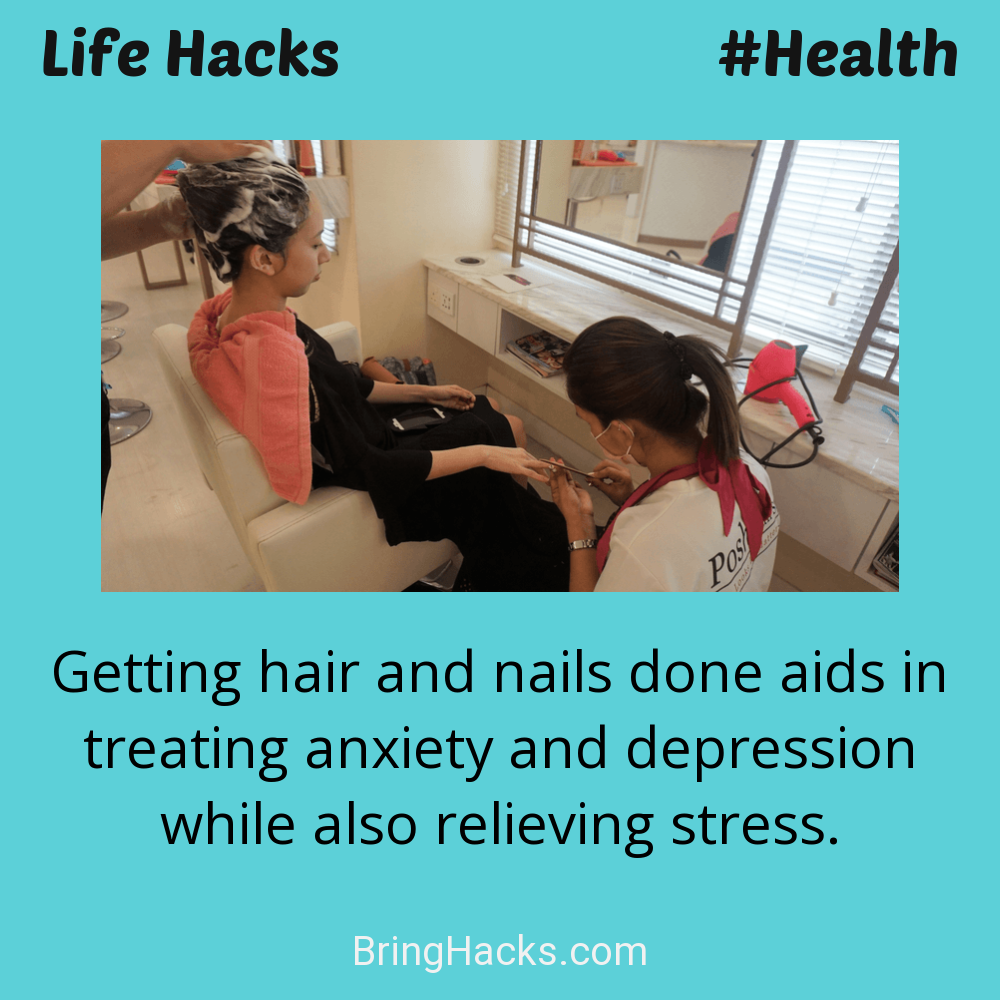 Life Hacks #Health
Posh
Getting hair and nails done aids in
treating anxiety and depression
while also relieving stress.
BringHacks.com